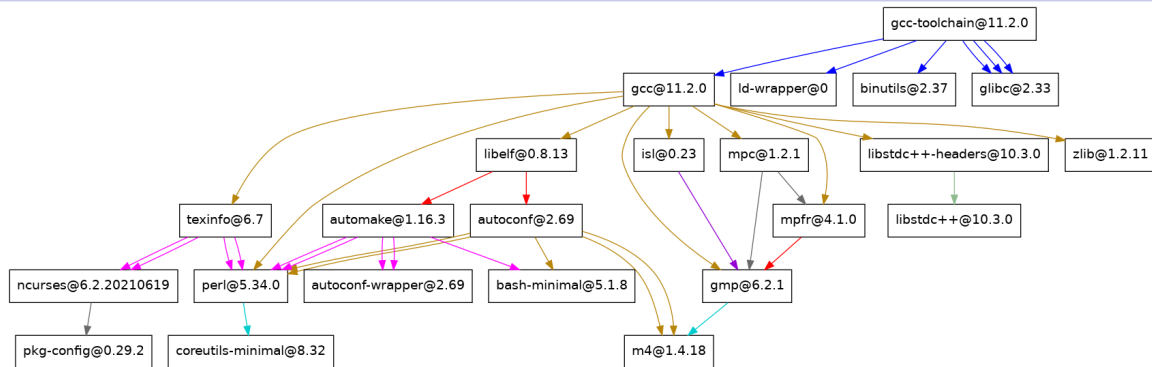 gcc-toolchain@11.2.0
gcc@11.2.0
ld-wrapper@0
binutils@2.37
glibc@2.33
libelf@0.8.13
isl@0.23
mpc@1.2.1
libstdc++-headers@10.3.0
zlib@1.2.11
texinfo@6.7
automake@1.16.3
autoconf@2.69
mpfr@4.1.0
libstdc++@10.3.0
ncurses@6.2.20210619
perl@5.34.0
autoconf-wrapper@2.69
bash-minimal@5.1.8
gmp@6.2.1
pkg-config@0.29.2
coreutils-minimal@8.32
m4@1.4.18